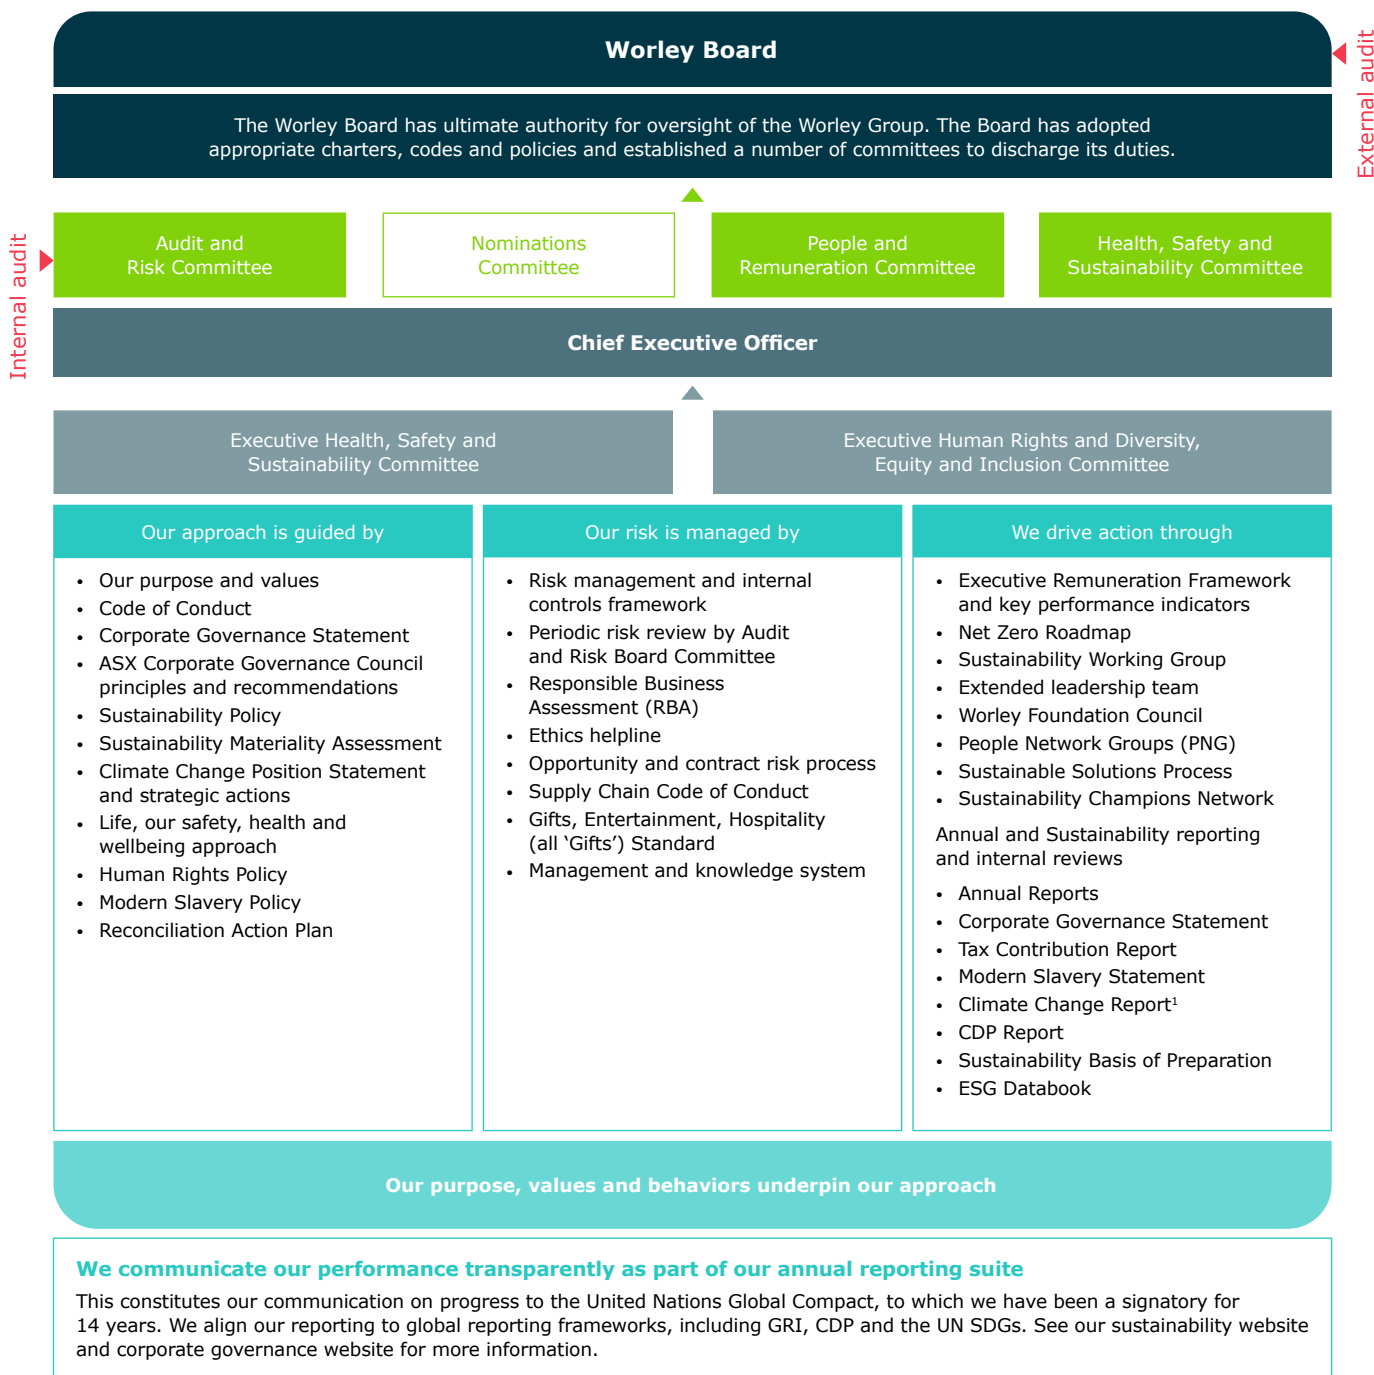 Worley Board
External audit
The Worley Board has ultimate authority for oversight of the Worley Group. The Board has adopted
appropriate charters, codes and policies and established a number of committees to discharge its duties.
Internal audit
Audit and
Risk Committee
Nominations
Committee
People and
Remuneration Committee
Health, Safety and
Sustainability Committee
Chief Executive Officer
Executive Health, Safety and
Sustainability Committee
Executive Human Rights and Diversity,
Equity and Inclusion Committee
Our approach is guided by
• Our purpose and values
• Code of Conduct
• Corporate Governance Statement
• ASX Corporate Governance Council
principles and recommendations
• Sustainability Policy
• Sustainability Materiality Assessment
• Climate Change Position Statement
and strategic actions
• Life, our safety, health and
wellbeing approach
• Human Rights Policy
• Modern Slavery Policy
• Reconciliation Action Plan
Our risk is managed by
• Risk management and internal
controls framework
• Periodic risk review by Audit
and Risk Board Committee
• Responsible Business
Assessment (RBA)
• Ethics helpline
• Opportunity and contract risk process
• Supply Chain Code of Conduct
• Gifts, Entertainment, Hospitality
(all ‘Gifts’) Standard
• Management and knowledge system
We drive action through
• Executive Remuneration Framework
and key performance indicators
• Net Zero Roadmap
• Sustainability Working Group
• Extended leadership team
• Worley Foundation Council
• People Network Groups (PNG)
• Sustainable Solutions Process
• Sustainability Champions Network
Annual and Sustainability reporting
and internal reviews
• Annual Reports
• Corporate Governance Statement
• Tax Contribution Report
• Modern Slavery Statement
• Climate Change Report¹
• CDP Report
• Sustainability Basis of Preparation
• ESG Databook
Our purpose, values and behaviors underpin our approach
We communicate our performance transparently as part of our annual reporting suite
This constitutes our communication on progress to the United Nations Global Compact, to which we have been a signatory for
14 years. We align our reporting to global reporting frameworks, including GRI, CDP and the UN SDGs. See our sustainability website
and corporate governance website for more information.